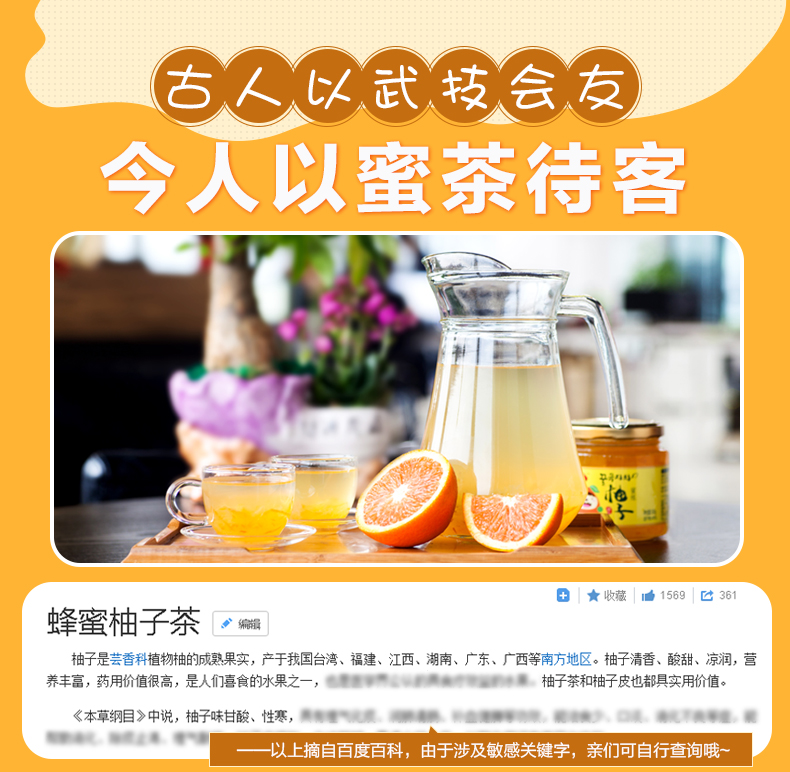 古人以武技会友
今人以蜜茶待客
柚子
收藏 1569 361
蜂蜜柚子茶 编辑
柚子是芸香科植物柚的成熟果实，产于我国台湾、福建、江西、湖南、广东、广西等南方地区。柚子清香、酸甜、凉润，营
养丰富，药用价值很高，是人们喜食的水果之一，柚子茶和柚子皮也都具实用价值。
《本草纲目》中说，柚子味甘酸、性寒，
——以上摘自百度百科，由于涉及敏感关键字，亲们可自行查询哦~